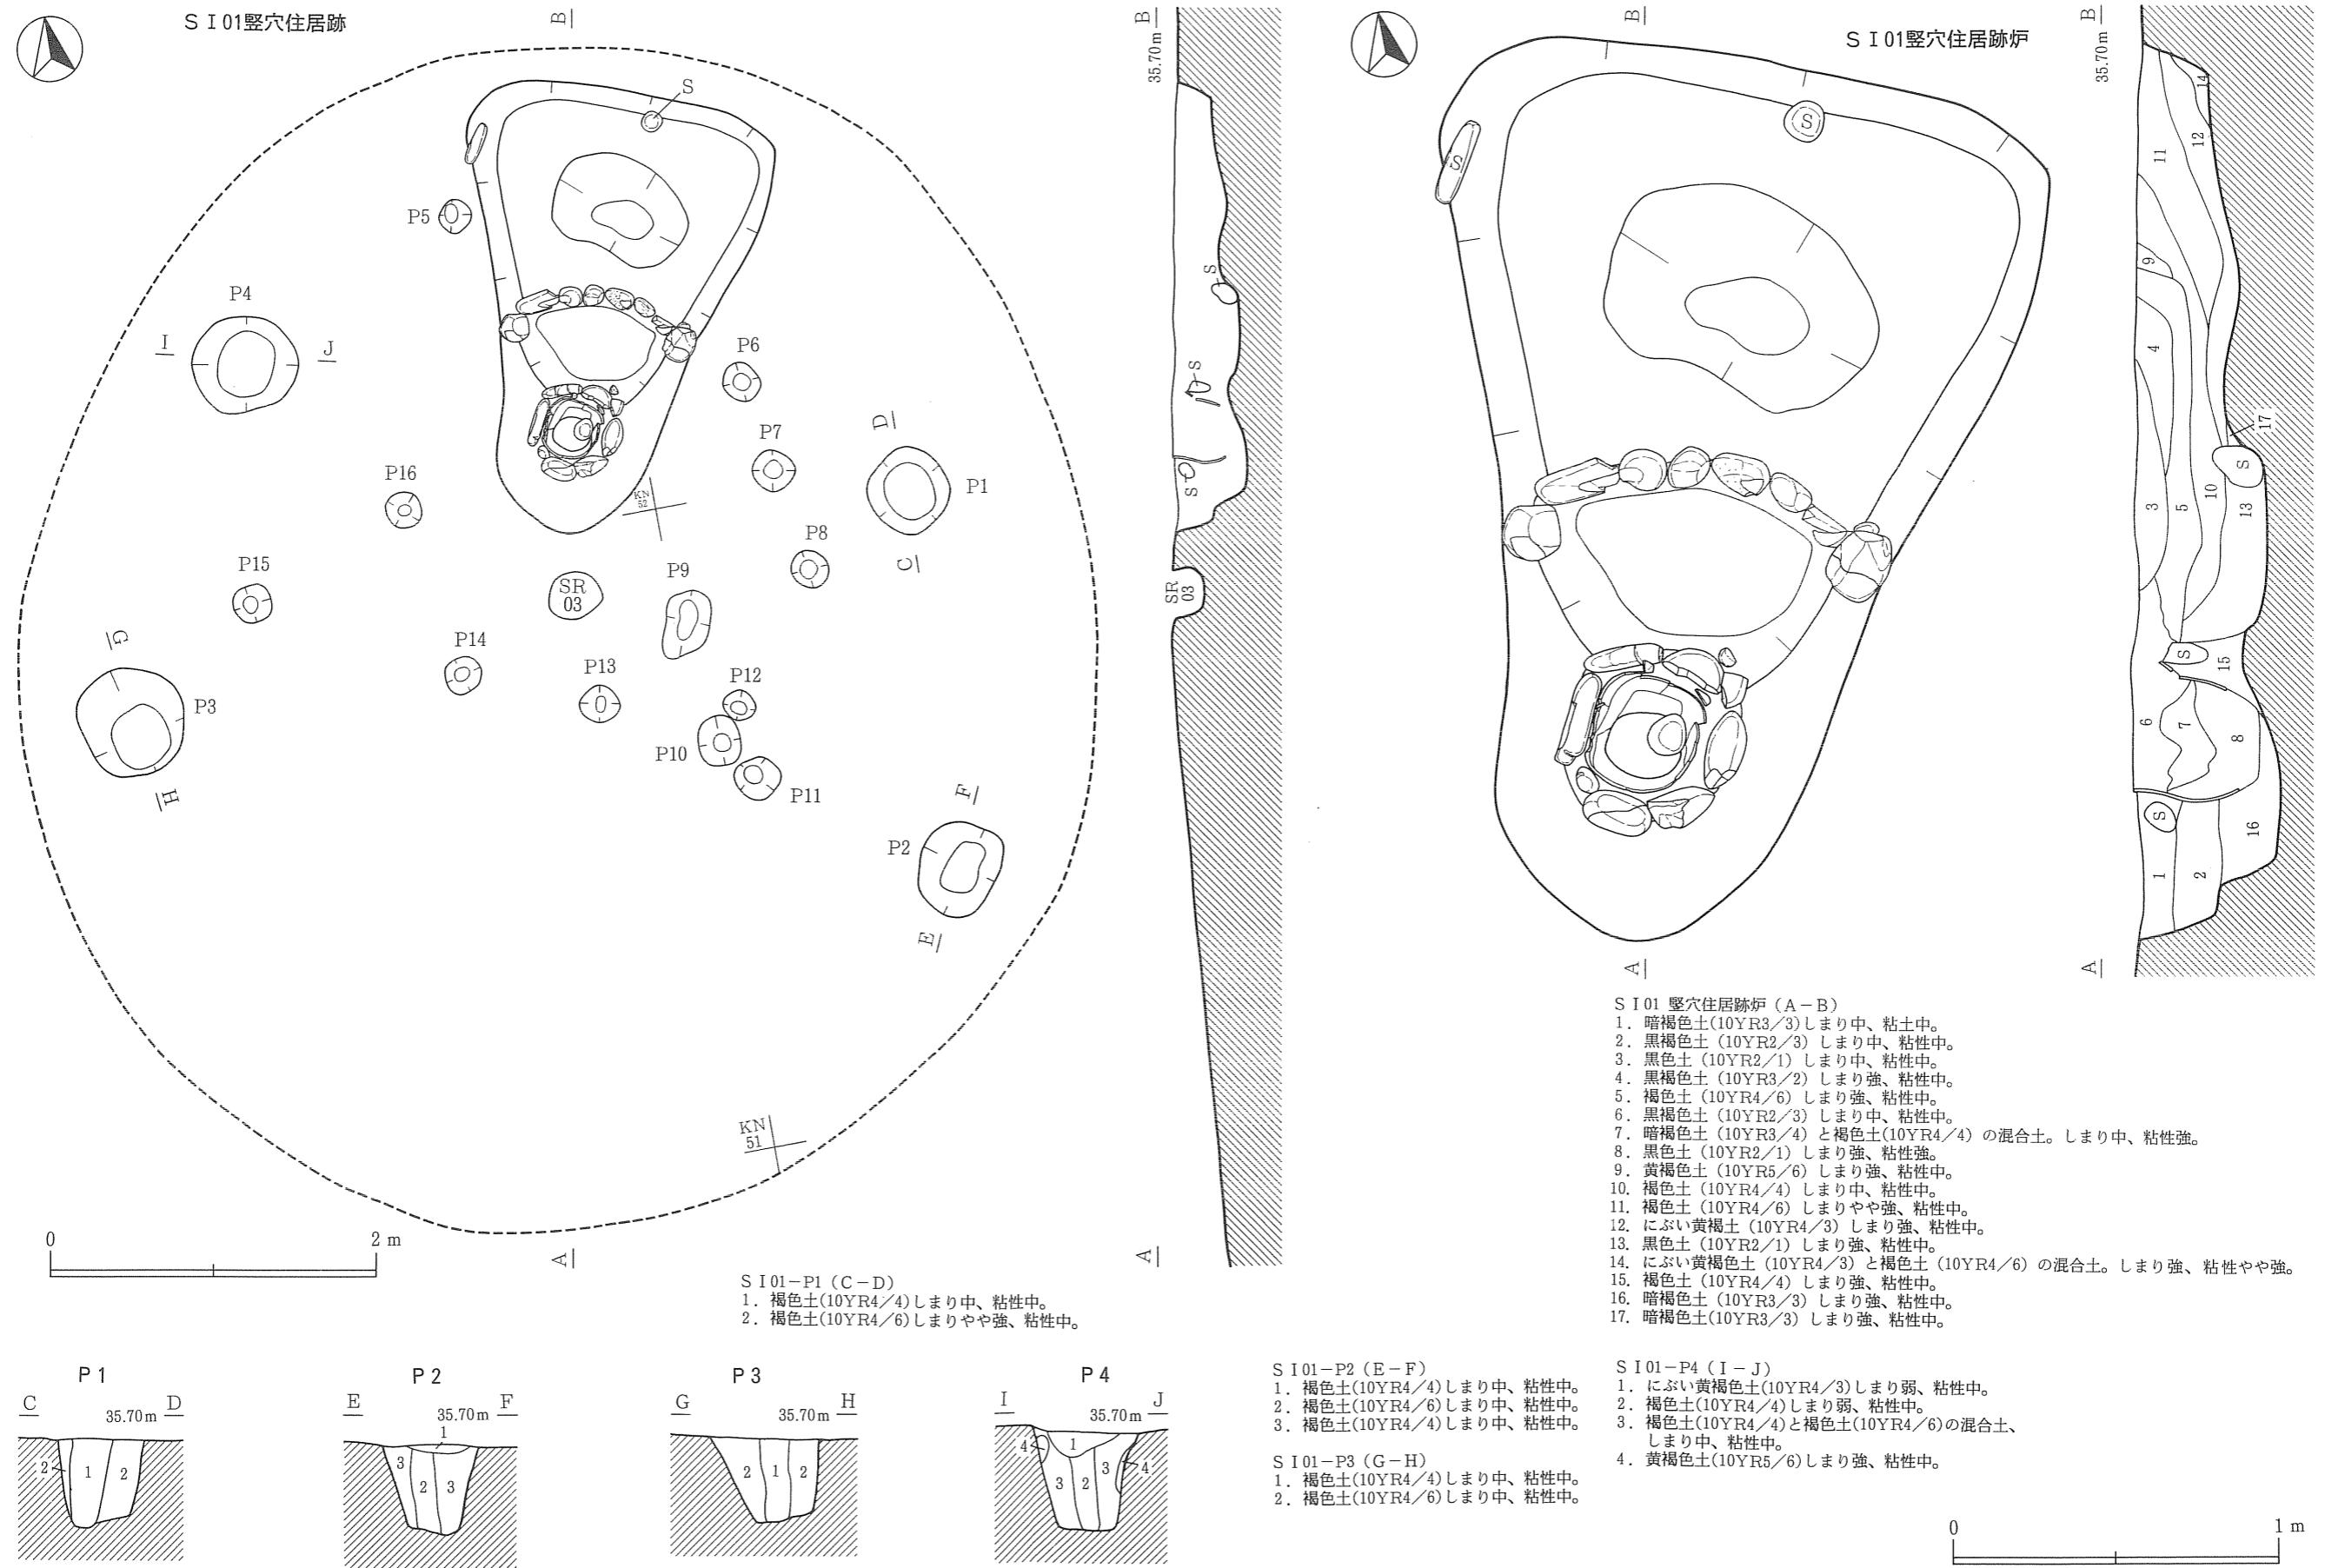 ＳＩ01竪穴住居跡
B
S
P5
P4
I
J
P6
P7
D
P1
C
P16
KN
52
P8
P15
SR
03
P9
G
P14
P13
P12
P3
P10
P11
H
F
P2
E
KN
51
0
2 m
A
B
35.70m
S
S
S
SR
03
A
ＳＩ01竪穴住居跡炉
B
S
S
A
B
35.70m
14
12
11
9
4
17
S
3
5
10
13
S
15
6
7
8
S
16
1
2
A
ＳＩ01 竪穴住居跡炉（A－B）
1．暗褐色土(10YR3／3)しまり中、粘土中。
2．黒褐色土（10YR2／3）しまり中、粘性中。
3．黒色土（10YR2／1）しまり中、粘性中。
4．黒褐色土（10YR3／2）しまり強、粘性中。
5．褐色土（10YR4／6）しまり強、粘性中。
6．黒褐色土（10YR2／3）しまり中、粘性中。
7．暗褐色土（10YR3／4）と褐色土(10YR4／4）の混合土。しまり中、粘性強。
8．黒色土（10YR2／1）しまり強、粘性強。
9．黄褐色土（10YR5／6）しまり強、粘性中。
10．褐色土（10YR4／4）しまり中、粘性中。
11．褐色土（10YR4／6）しまりやや強、粘性中。
12．にぶい黄褐土（10YR4／3）しまり強、粘性中。
13．黒色土（10YR2／1）しまり強、粘性中。
14．にぶい黄褐色土（10YR4／3）と褐色土（10YR4／6）の混合土。しまり強、粘性やや強。
15．褐色土（10YR4／4）しまり強、粘性中。
16．暗褐色土（10YR3／3）しまり強、粘性中。
17．暗褐色土(10YR3／3）しまり強、粘性中。
ＳＩ01－P1（C－D）
1．褐色土(10YR4／4)しまり中、粘性中。
2．褐色土(10YR4／6)しまりやや強、粘性中。
P 1
C
35.70m
D
2
1
2
P 2
E
35.70m
F
1
3
2
3
P 3
G
35.70m
H
2
1
2
P 4
I
35.70m
J
4
1
3
2
3
4
ＳＩ01－P2（E－F）
1．褐色土(10YR4／4)しまり中、粘性中。
2．褐色土(10YR4／6)しまり中、粘性中。
3．褐色土(10YR4／4)しまり中、粘性中。
ＳＩ01－P3（G－H）
1．褐色土(10YR4／4)しまり中、粘性中。
2．褐色土(10YR4／6)しまり中、粘性中。
ＳＩ01－P4（I－J）
1．にぶい黄褐色土(10YR4／3)しまり弱、粘性中。
2．褐色土(10YR4／4)しまり弱、粘性中。
3．褐色土(10YR4／4)と褐色土(10YR4／6)の混合土、
しまり中、粘性中。
4．黄褐色土(10YR5／6)しまり強、粘性中。
0
1 m